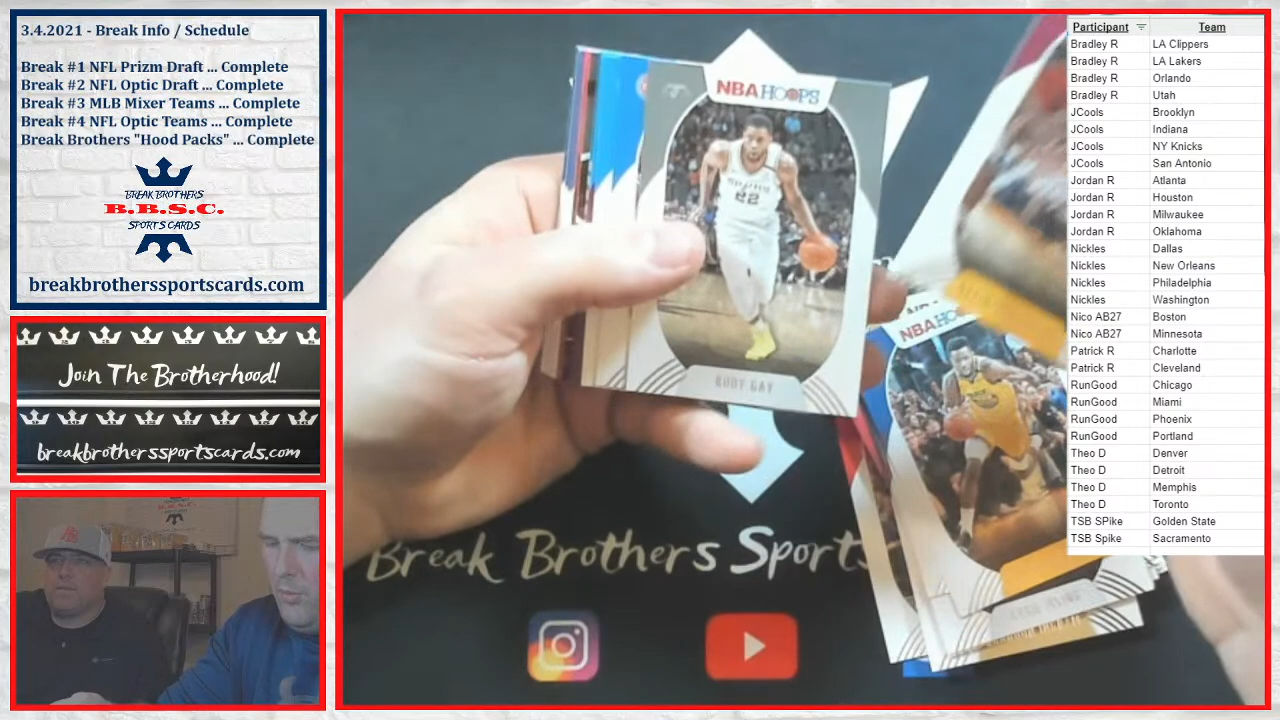 3.4.2021 - Break Info / Schedule
Break #1 NFL Prizm Draft ... Complete
Break #2 NFL Optic Draft ... Complete
Break #3 MLB Mixer Teams ... Complete
Break #4 NFL Optic Teams ... Complete
Break Brothers "Hood Packs" ... Complete
BREAK BROTHERS
B.B.S.C.
SPORTS CARDS
breakbrotherssportscards.com
Join The Brotherhood!
breakbrotherssportscards.com
NBA HOOPS
22
RUDY GAY
Break Brothers Sports
Participant Team
Bradley R LA Clippers
Bradley R LA Lakers
Bradley R Orlando
Bradley R Utah
JCools Brooklyn
JCools Indiana
JCools NY Knicks
JCools San Antonio
Jordan R Atlanta
Jordan R Houston
Jordan R Milwaukee
Jordan R Oklahoma
Nickles Dallas
Nickles New Orleans
Nickles Philadelphia
Nickles Washington
Nico AB27 Boston
Nico AB27 Minnesota
Patrick R Charlotte
Patrick R Cleveland
RunGood Chicago
RunGood Miami
RunGood Phoenix
RunGood Portland
Theo D Denver
Theo D Detroit
Theo D Memphis
Theo D Toronto
TSB SPike Golden State
TSB Spike Sacramento